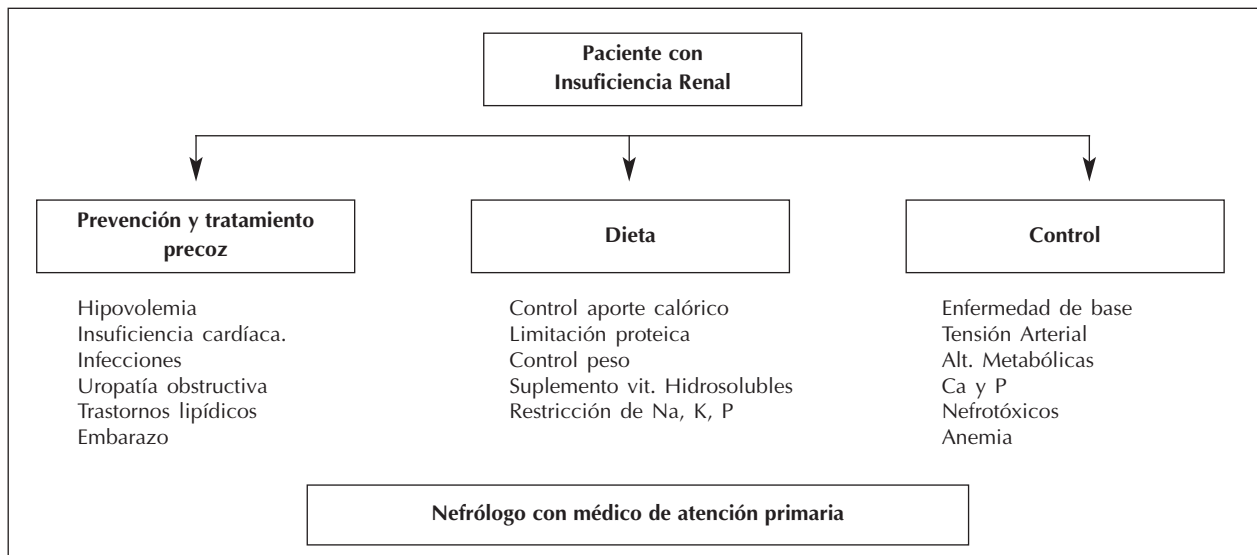 Paciente con
Insuficiencia Renal
Prevención y tratamiento
precoz
Hipovolemia
Insuficiencia cardíaca.
Infecciones
Uropatía obstructiva
Trastornos lipídicos
Embarazo
Dieta
Control aporte calórico
Limitación proteica
Control peso
Suplemento vit. Hidrosolubles
Restricción de Na, K, P
Control
Enfermedad de base
Tensión Arterial
Alt. Metabólicas
Ca y P
Nefrotóxicos
Anemia
Nefrólogo con médico de atención primaria